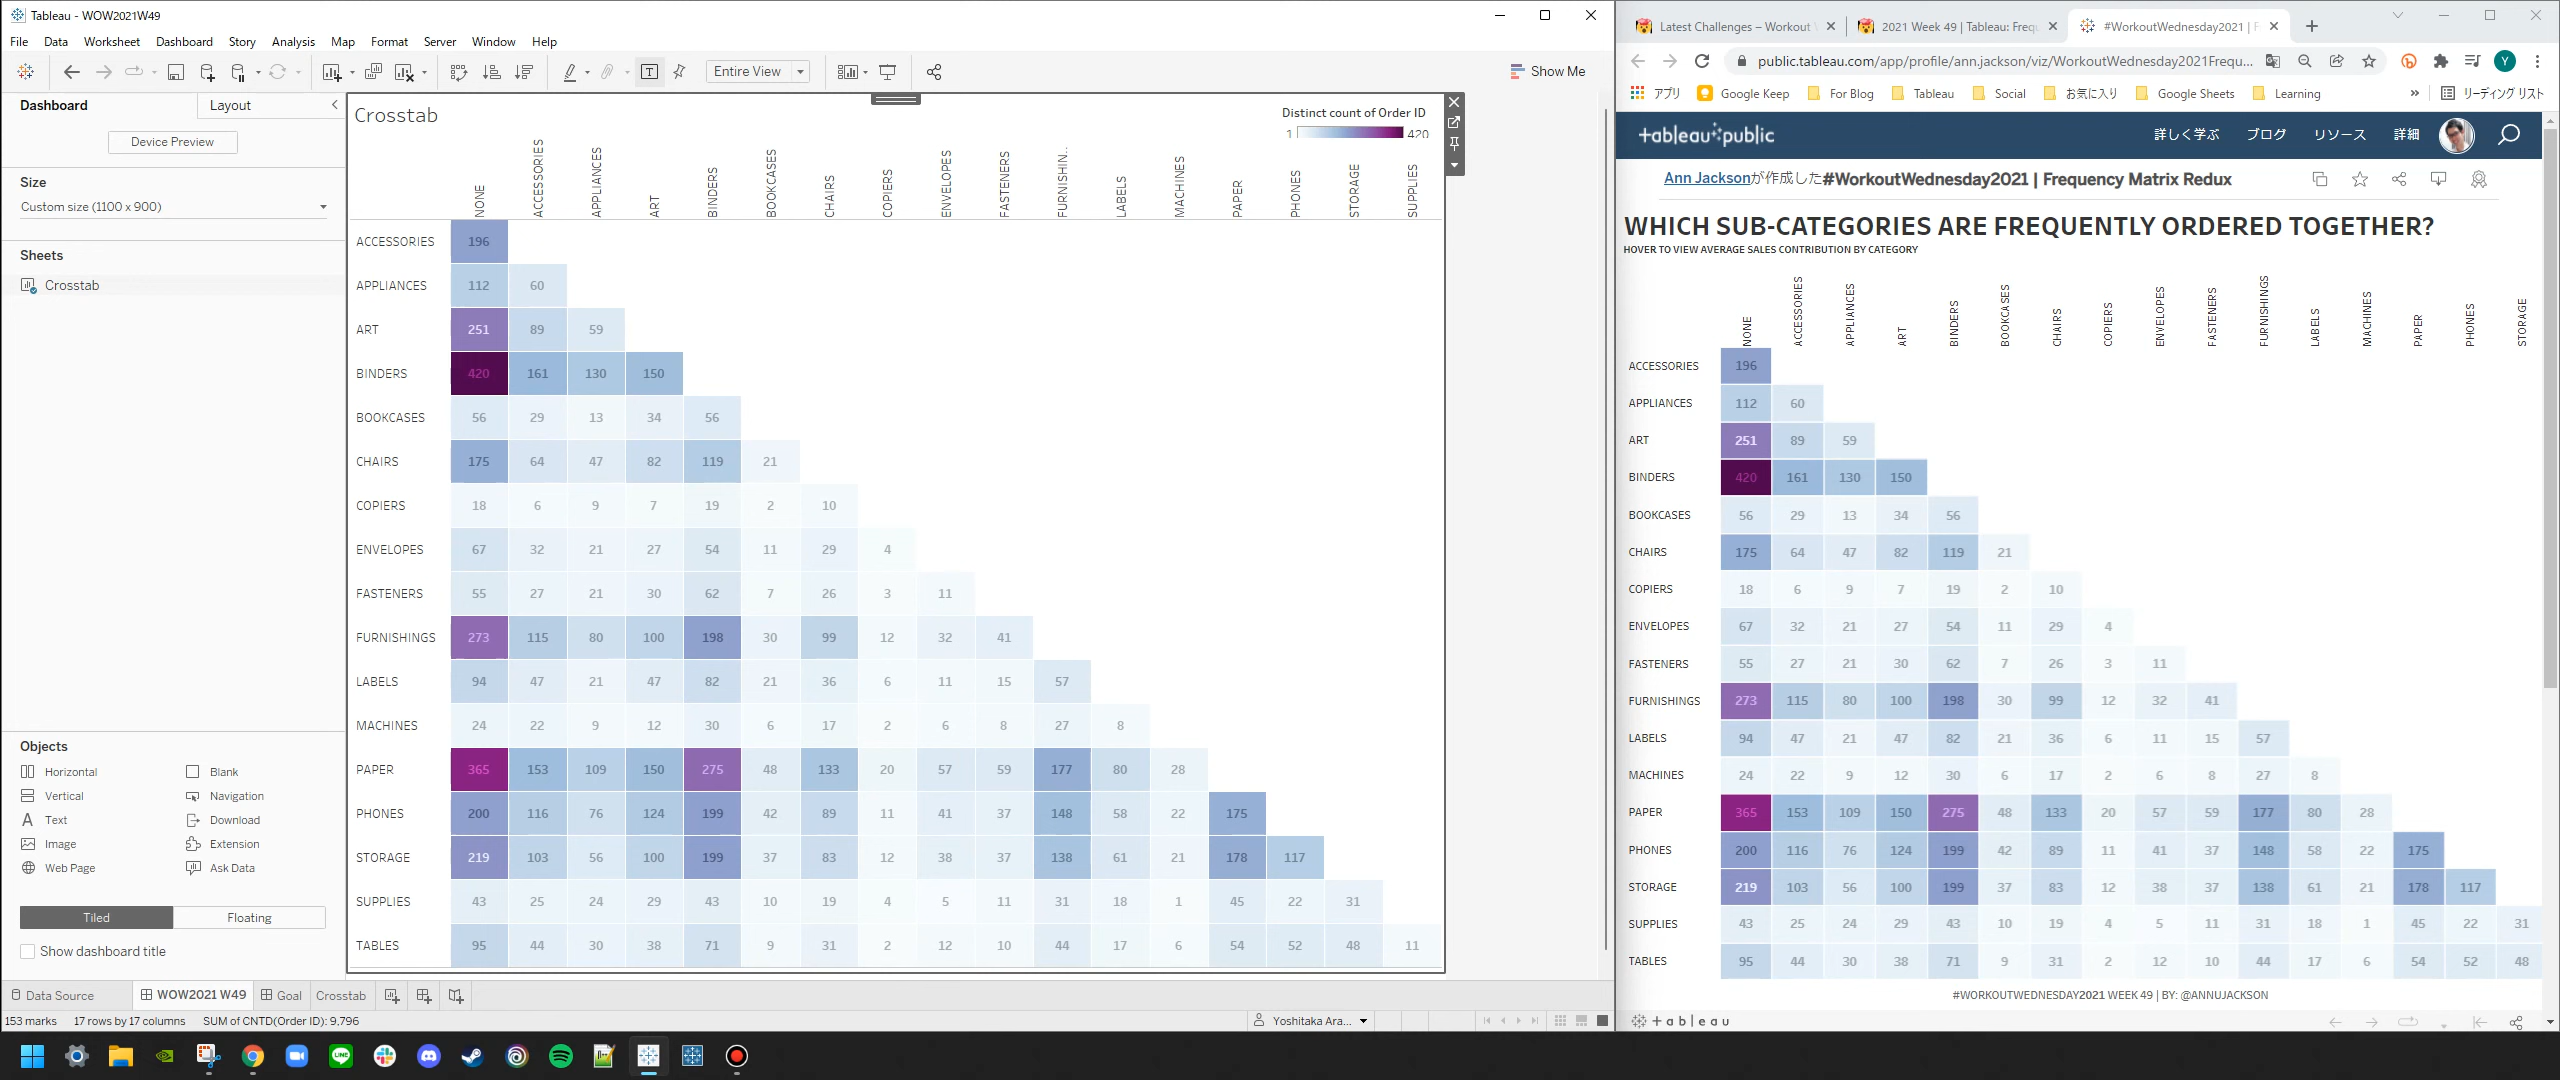 Tableau - WOW2021W49
File Data Worksheet Dashboard Story Analysis Map Format Server Window Help
Entire View
Show Me
Dashboard Layout
Device Preview
Size
Custom size (1100 x 900)
Sheets
Crosstab
Objects
Horizontal Blank
Vertical Navigation
Text Download
Image Extension
Web Page Ask Data
Tiled Floating
Show dashboard title
Crosstab
Distinct count of Order ID
1 420
NONE ACCESSORIES APPLIANCES ART BINDERS BOOKCASES CHAIRS COPIERS ENVELOPES FASTENERS FURNISHIN.. LABELS MACHINES PAPER PHONES STORAGE SUPPLIES
ACCESSORIES 196
APPLIANCES 112 60
ART 251 89 59
BINDERS 420 161 130 150
BOOKCASES 56 29 13 34 56
CHAIRS 175 64 47 82 119 21
COPIERS 18 6 9 7 19 2 10
ENVELOPES 67 32 21 27 54 11 29 4
FASTENERS 55 27 21 30 62 7 26 3 11
FURNISHINGS 273 115 80 100 198 30 99 12 32 41
LABELS 94 47 21 47 82 21 36 6 11 15 57
MACHINES 24 22 9 12 30 6 17 2 6 8 27 8
PAPER 365 153 109 150 275 48 133 20 57 59 177 80 28
PHONES 200 116 76 124 199 42 89 11 41 37 148 58 22 175
STORAGE 219 103 56 100 199 37 83 12 38 37 138 61 21 178 117
SUPPLIES 43 25 24 29 43 10 19 4 5 11 31 18 1 45 22 31
TABLES 95 44 30 38 71 9 31 2 12 10 44 17 6 54 52 48 11
Data Source WOW2021 W49 Goal Crosstab
153 marks 17 rows by 17 columns SUM of CNTD(Order ID): 9,796
Yoshitaka Ara...
Latest Challenges – Workout
2021 Week 49 | Tableau: Frequ
#WorkoutWednesday2021 | F
public.tableau.com/app/profile/ann.jackson/viz/WorkoutWednesday2021Frequ...
Y
アプリ Google Keep For Blog Tableau Social お気に入り Google Sheets Learning » リーディング リスト
+ableau public
詳しく学ぶ ブログ リソース 詳細
Ann Jacksonが作成した#WorkoutWednesday2021 | Frequency Matrix Redux
WHICH SUB-CATEGORIES ARE FREQUENTLY ORDERED TOGETHER?
HOVER TO VIEW AVERAGE SALES CONTRIBUTION BY CATEGORY
NONE ACCESSORIES APPLIANCES ART BINDERS BOOKCASES CHAIRS COPIERS ENVELOPES FASTENERS FURNISHINGS LABELS MACHINES PAPER PHONES STORAGE
ACCESSORIES 196
APPLIANCES 112 60
ART 251 89 59
BINDERS 420 161 130 150
BOOKCASES 56 29 13 34 56
CHAIRS 175 64 47 82 119 21
COPIERS 18 6 9 7 19 2 10
ENVELOPES 67 32 21 27 54 11 29 4
FASTENERS 55 27 21 30 62 7 26 3 11
FURNISHINGS 273 115 80 100 198 30 99 12 32 41
LABELS 94 47 21 47 82 21 36 6 11 15 57
MACHINES 24 22 9 12 30 6 17 2 6 8 27 8
PAPER 365 153 109 150 275 48 133 20 57 59 177 80 28
PHONES 200 116 76 124 199 42 89 11 41 37 148 58 22 175
STORAGE 219 103 56 100 199 37 83 12 38 37 138 61 21 178 117
SUPPLIES 43 25 24 29 43 10 19 4 5 11 31 18 1 45 22 31
TABLES 95 44 30 38 71 9 31 2 12 10 44 17 6 54 52 48
#WORKOUTWEDNESDAY2021 WEEK 49 | BY: @ANNUJACKSON
+ableau
LINE